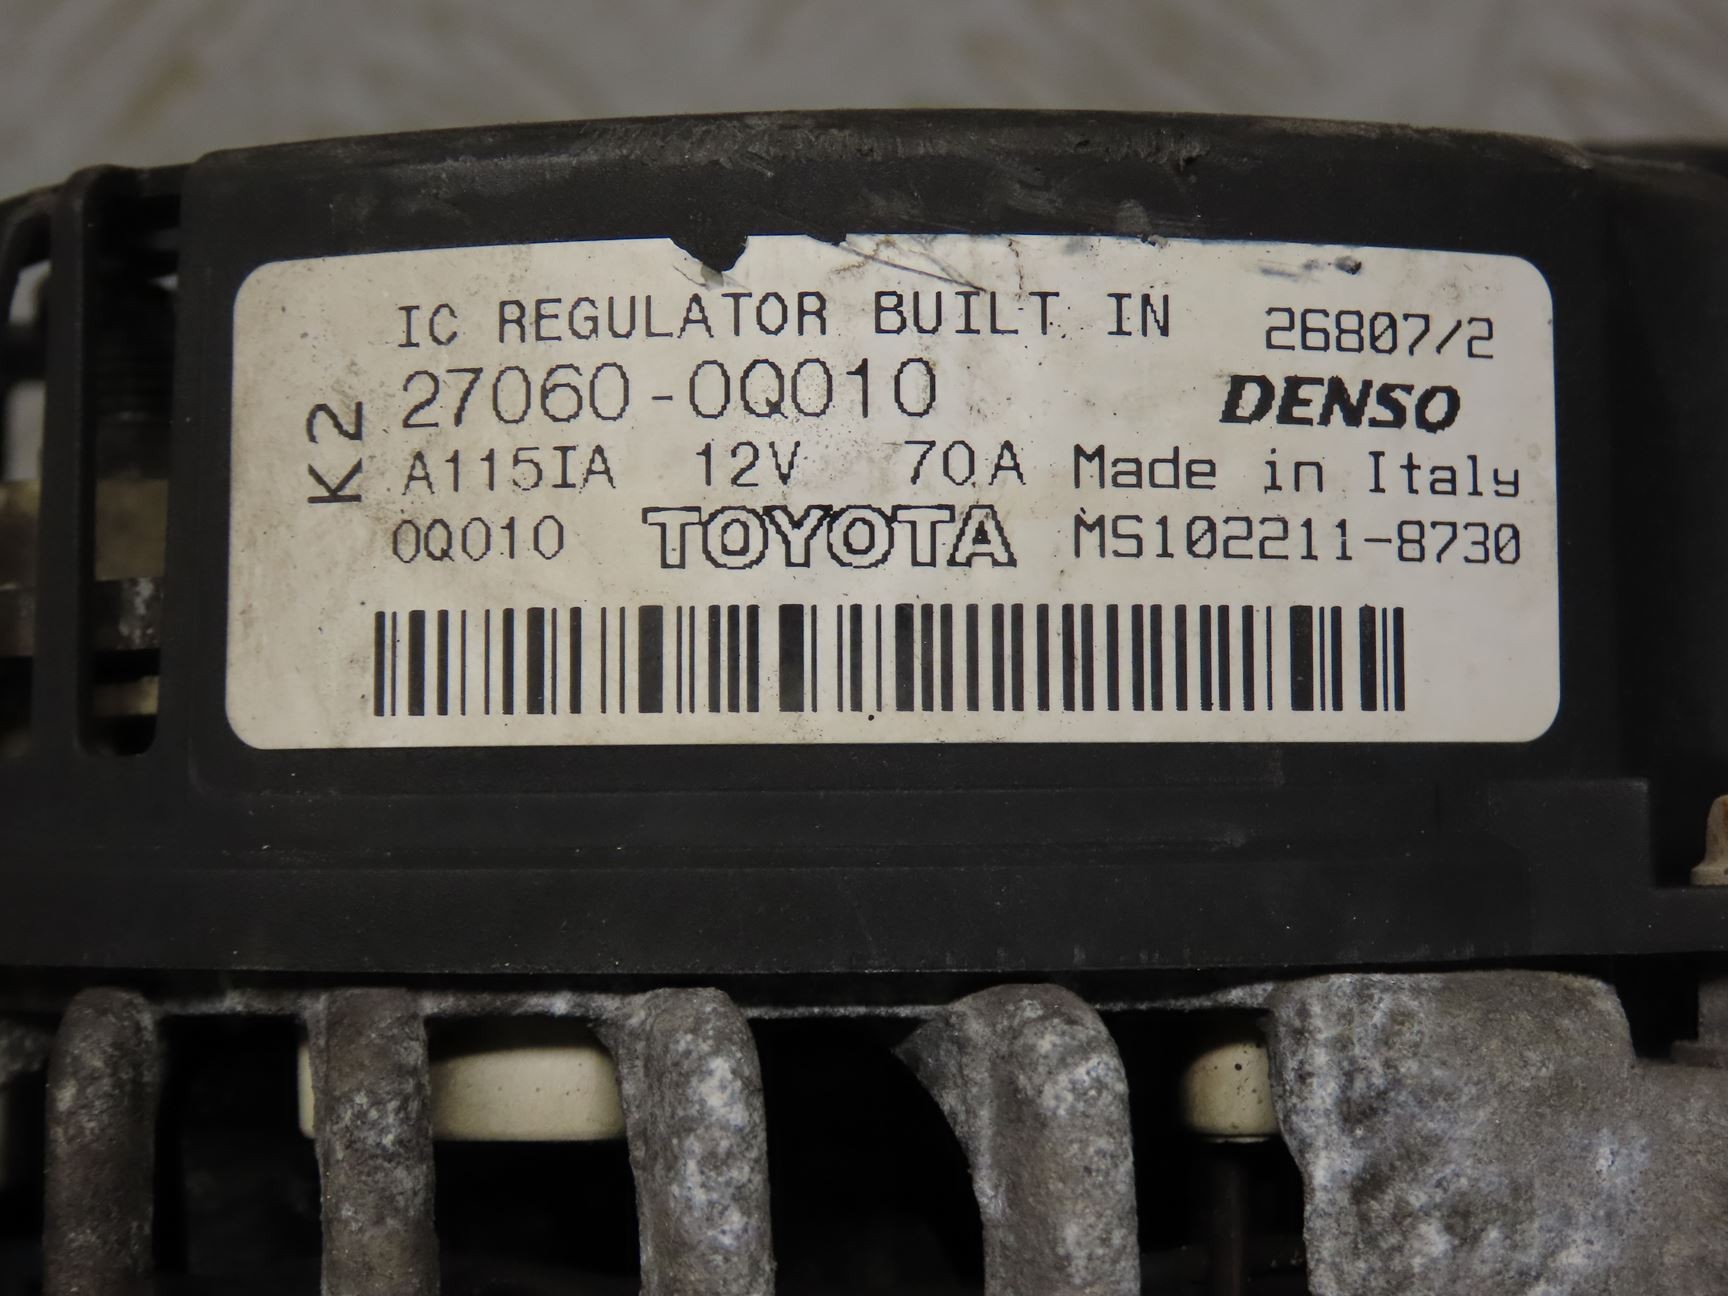 IC REGULATOR BUILT IN 26807/2
K2 27060-0Q010 DENSO
A115IA 12V 70A Made in Italy
0Q010 TOYOTA MS102211-8730